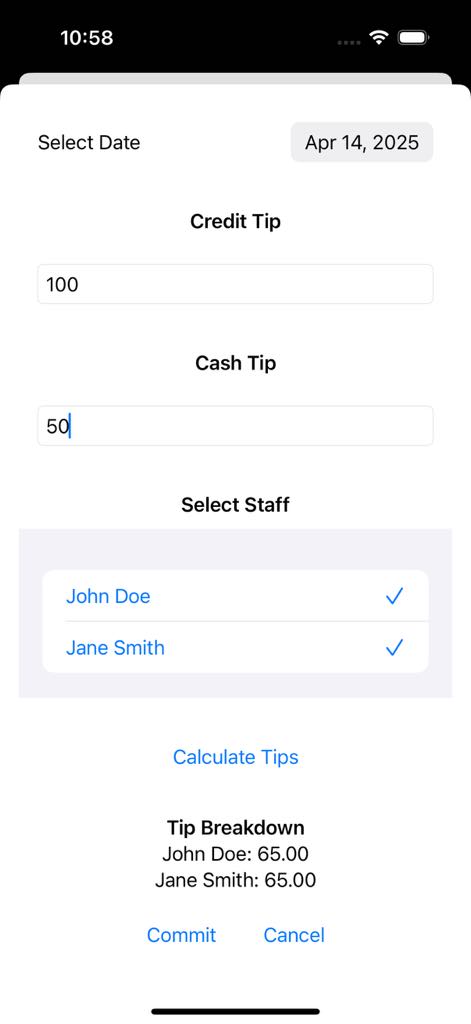 10:58
Select Date Apr 14, 2025
Credit Tip
100
Cash Tip
50
Select Staff
John Doe
Jane Smith
Calculate Tips
Tip Breakdown
John Doe: 65.00
Jane Smith: 65.00
Commit Cancel